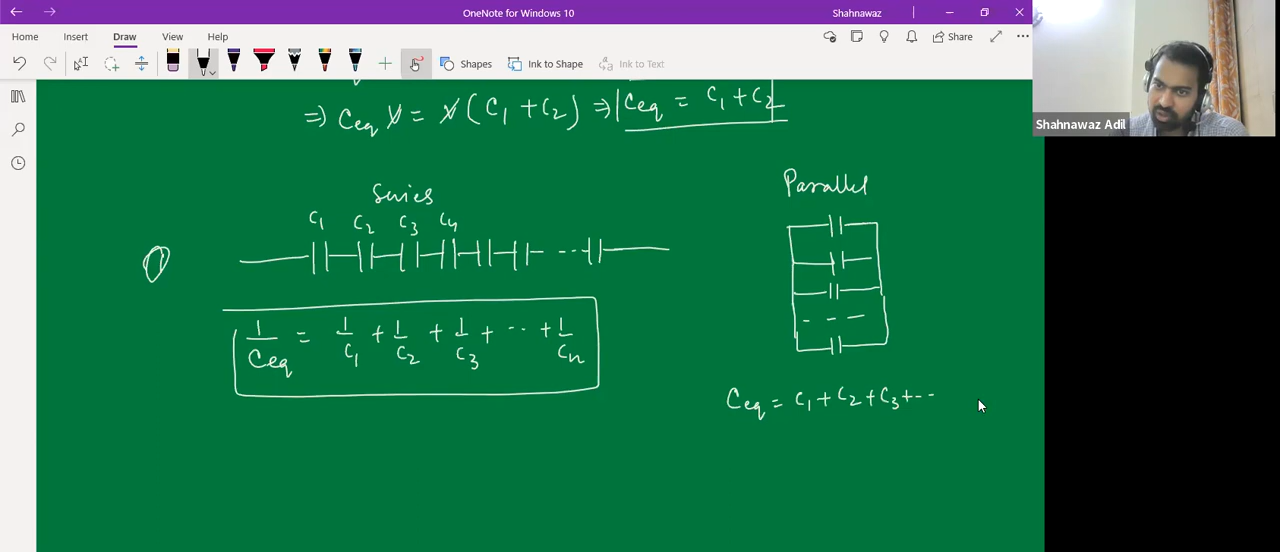 OneNote for Windows 10
Shahnawaz
Home Insert Draw View Help
Shapes Ink to Shape Ink to Text Share
⇒ Ceq V = V (C1 + C2) ⇒ Ceq = C1 + C2
Series
C1 C2 C3 C4
1/Ceq = 1/C1 + 1/C2 + 1/C3 + ... + 1/Cn
Parallel
Ceq = C1 + C2 + C3 + ...
Shahnawaz Adil